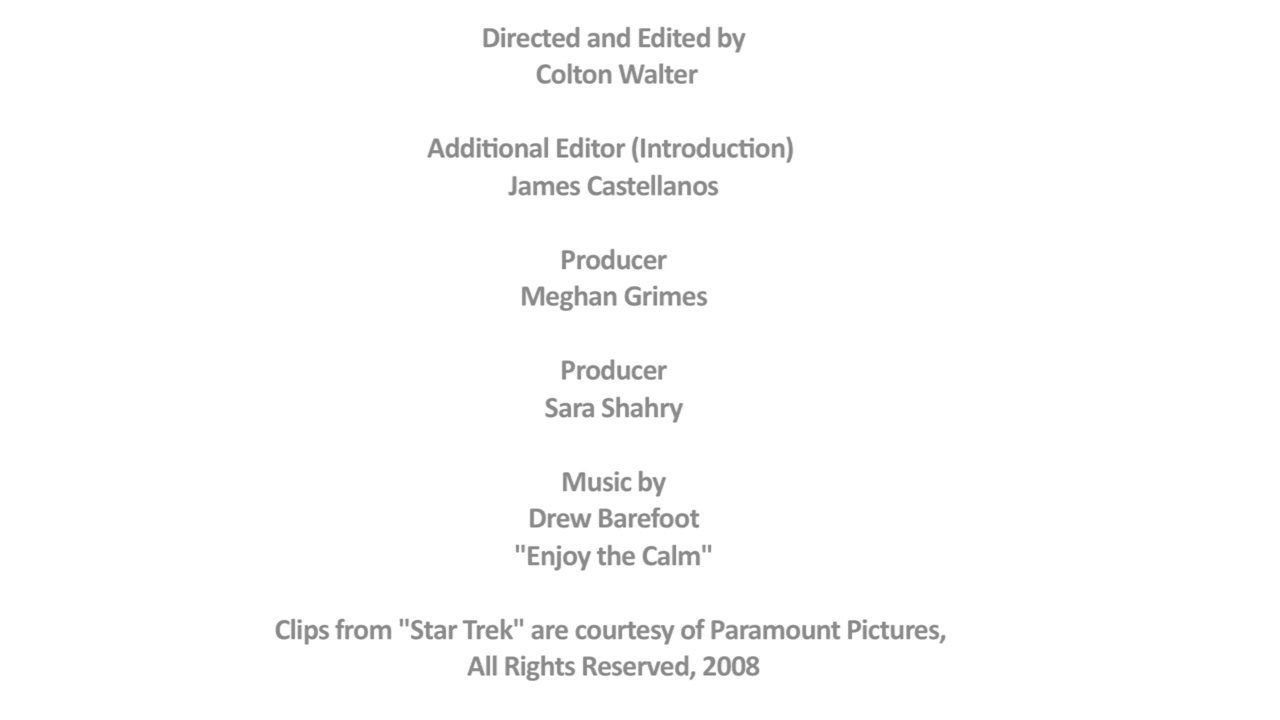 Directed and Edited by
Colton Walter
Additional Editor (Introduction)
James Castellanos
Producer
Meghan Grimes
Producer
Sara Shahry
Music by
Drew Barefoot
"Enjoy the Calm"
Clips from "Star Trek" are courtesy of Paramount Pictures,
All Rights Reserved, 2008